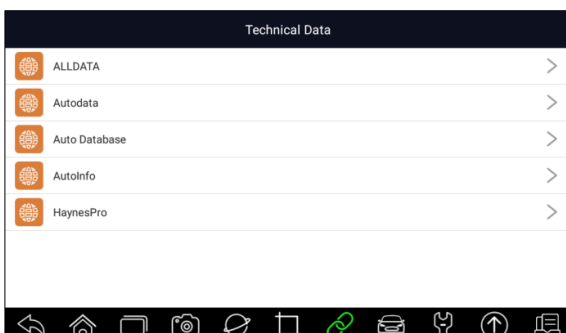 Technical Data
ALLDATA
Autodata
Auto Database
AutoInfo
HaynesPro